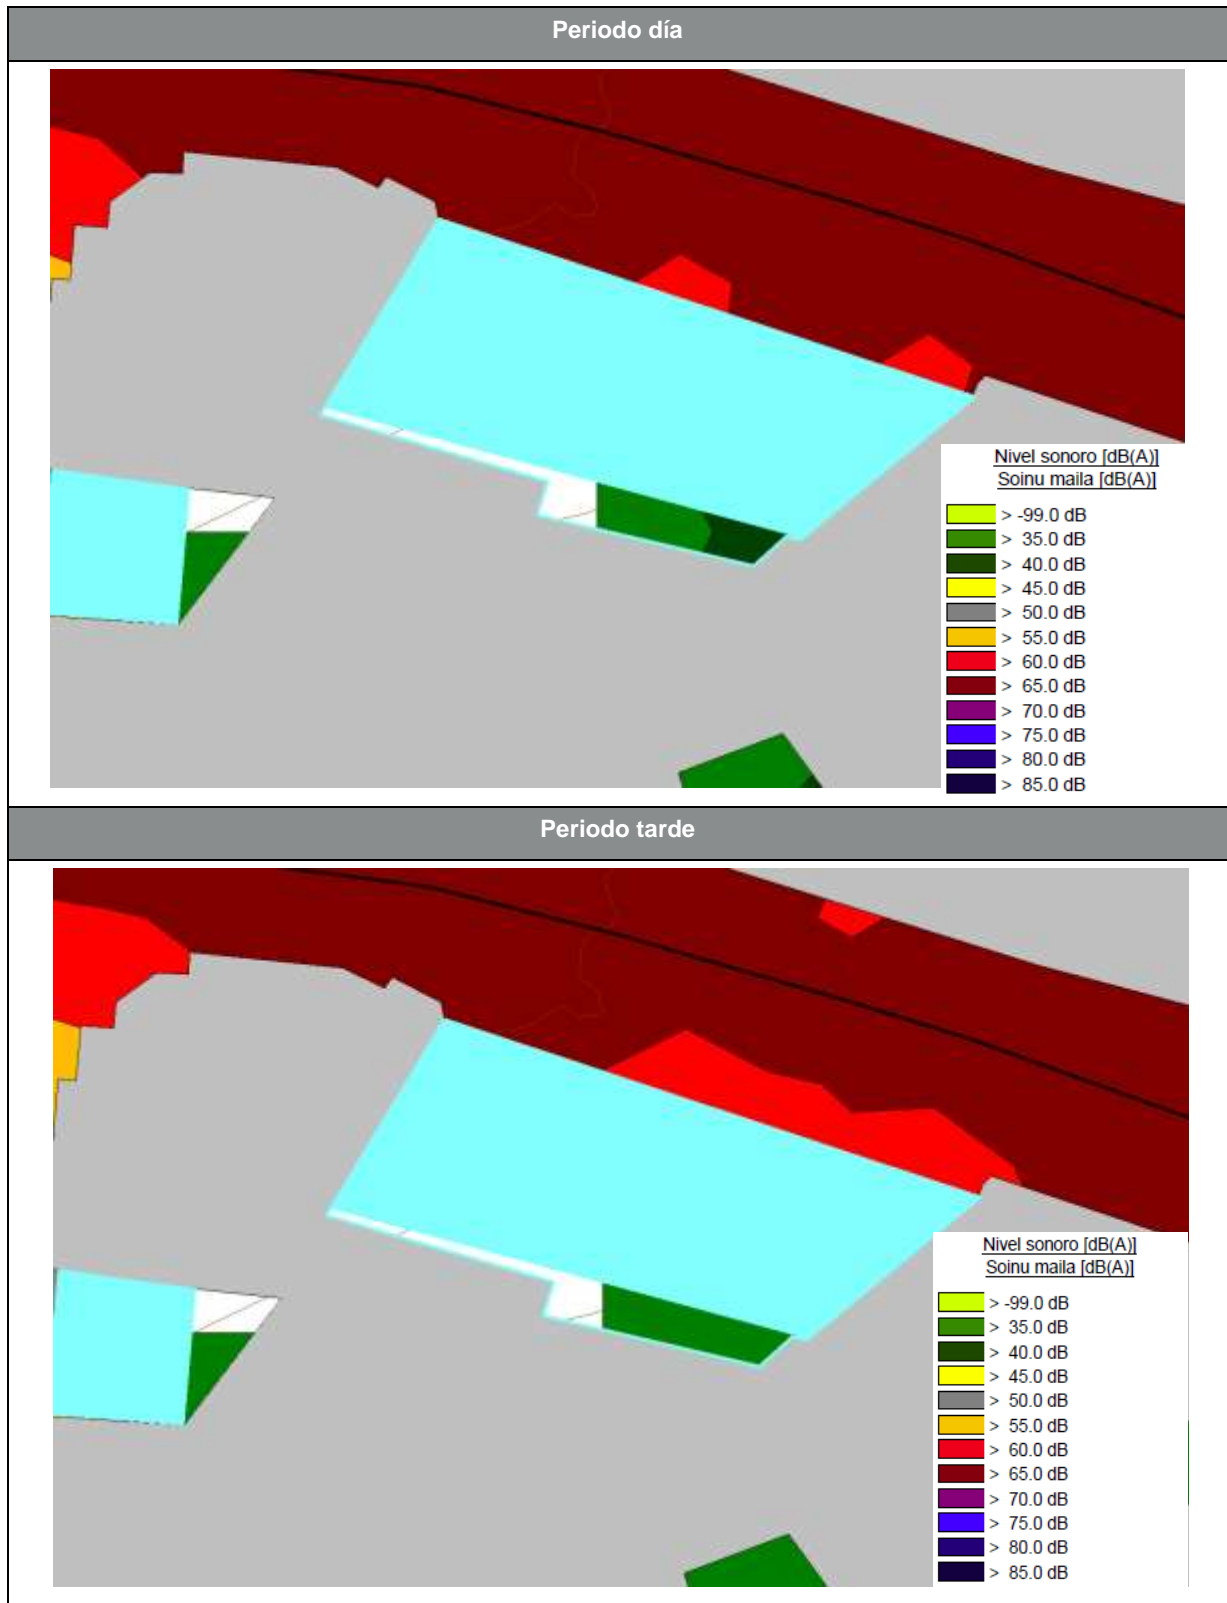 Periodo día
Nivel sonoro [dB(A)]
Soinu maila [dB(A)]
> -99.0 dB
> 35.0 dB
> 40.0 dB
> 45.0 dB
> 50.0 dB
> 55.0 dB
> 60.0 dB
> 65.0 dB
> 70.0 dB
> 75.0 dB
> 80.0 dB
> 85.0 dB
Periodo tarde
Nivel sonoro [dB(A)]
Soinu maila [dB(A)]
> -99.0 dB
> 35.0 dB
> 40.0 dB
> 45.0 dB
> 50.0 dB
> 55.0 dB
> 60.0 dB
> 65.0 dB
> 70.0 dB
> 75.0 dB
> 80.0 dB
> 85.0 dB